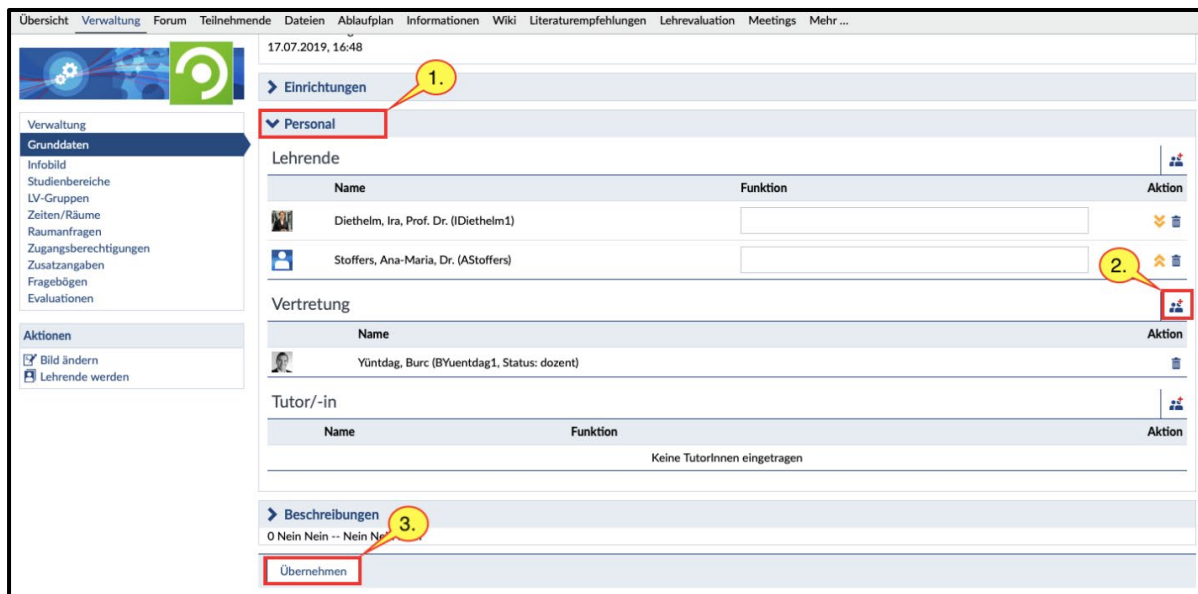 Übersicht Verwaltung Forum Teilnehmende Dateien Ablaufplan Informationen Wiki Literaturempfehlungen Lehrevaluation Meetings Mehr ...
17.07.2019, 16:48
Einrichtungen
1.
Personal
Verwaltung
Grunddaten
Infobild
Studienbereiche
LV-Gruppen
Zeiten/Räume
Raumanfragen
Zugangsberechtigungen
Zusatzangaben
Fragebögen
Evaluationen
Aktionen
Bild ändern
Lehrende werden
Lehrende
Name Funktion Aktion
Diethelm, Ira, Prof. Dr. (IDiethelm1)
Stoffers, Ana-Maria, Dr. (AStoffers)
2.
Vertretung
Name Aktion
Yüntdag, Burc (BYuentdag1, Status: dozent)
Tutor/-in
Name Funktion Aktion
Keine TutorInnen eingetragen
Beschreibungen
3.
0 Nein Nein -- Nein
Übernehmen